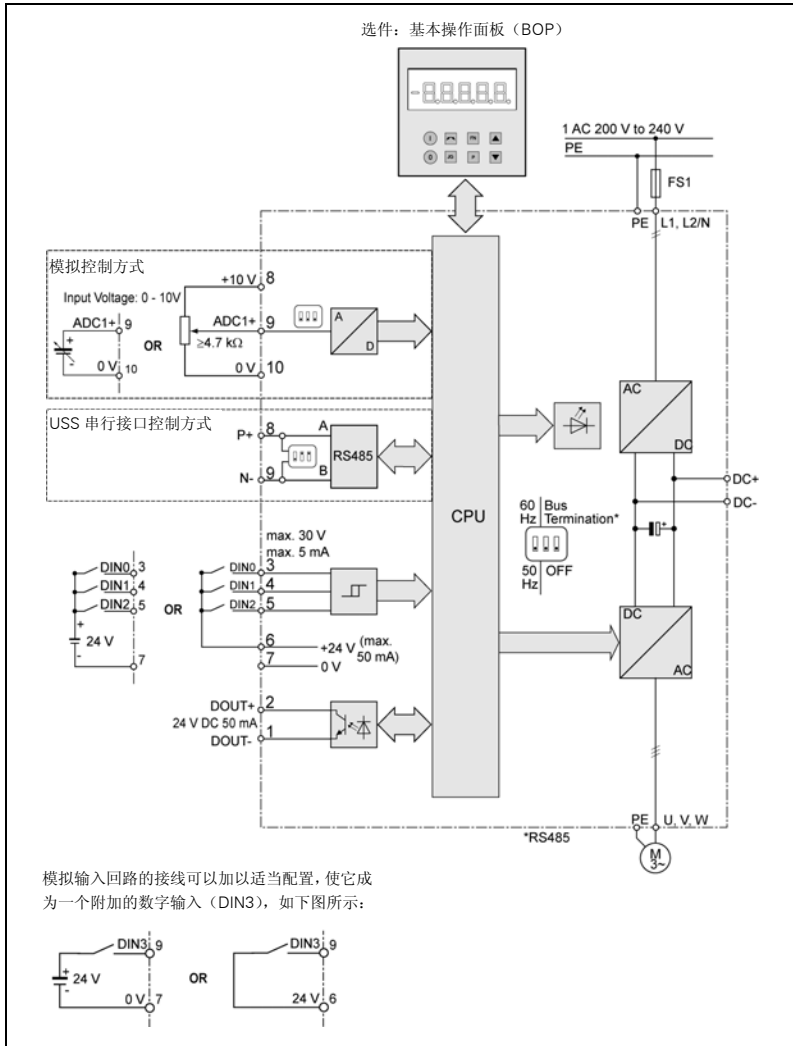 选件：基本操作面板（BOP）
-8.8.8.8.8.
I
Fn
0
P
1 AC 200 V to 240 V
PE
FS1
PE
L1, L2/N
模拟控制方式
Input Voltage: 0 - 10V
ADC1+ 9
0 V 10
OR
+10 V 8
ADC1+ 9
≥4.7 kΩ
0 V 10
A
D
USS 串行接口控制方式
P+ 8 A
N- 9 B
RS485
CPU
AC
DC
DC+
DC-
60 Hz
Bus Termination*
50 Hz
OFF
DIN0 3
DIN1 4
DIN2 5
24 V
+
-
7
OR
max. 30 V
max. 5 mA
DIN0 3
DIN1 4
DIN2 5
6 +24 V (max. 50 mA)
7 0 V
DOUT+ 2
24 V DC 50 mA
DOUT- 1
DC
AC
PE
U, V, W
*RS485
M
3~
模拟输入回路的接线可以加以适当配置，使它成
为一个附加的数字输入（DIN3），如下图所示：
DIN3 9
+
24 V
-
0 V 7
OR
DIN3 9
24 V 6